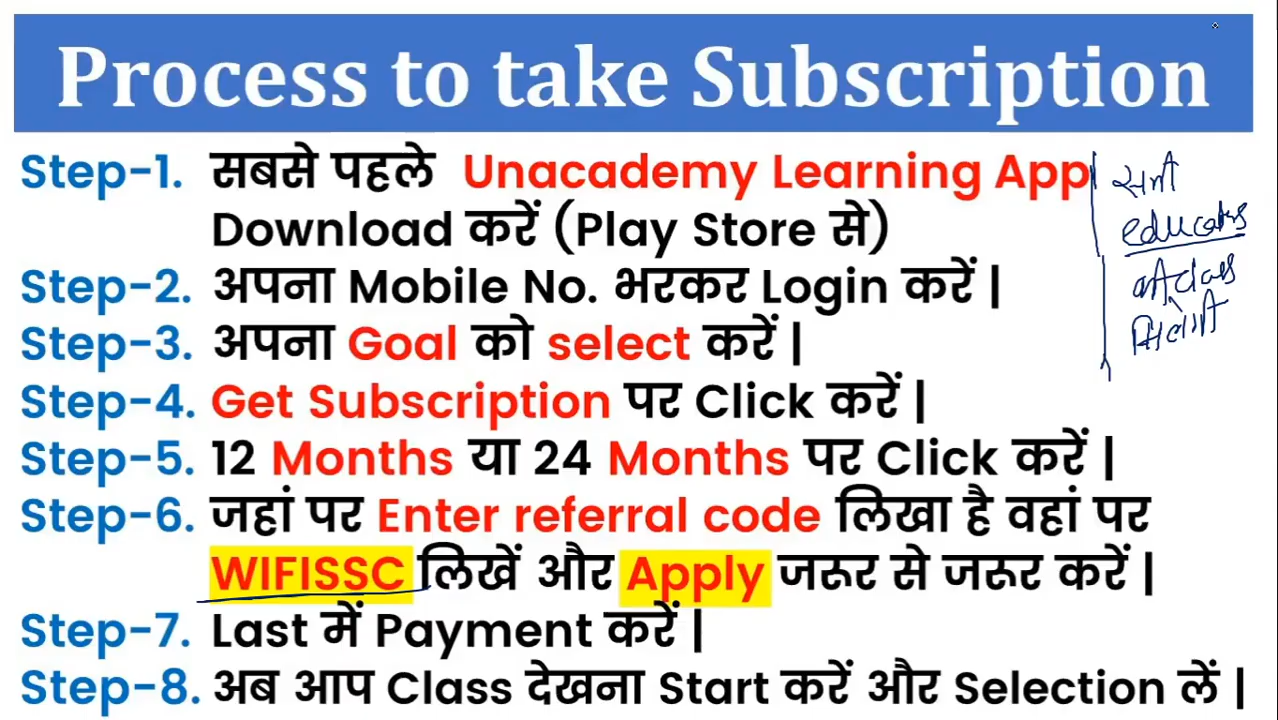 Process to take Subscription
Step-1. सबसे पहले Unacademy Learning App
Download करें (Play Store से)
Step-2. अपना Mobile No. भरकर Login करें |
Step-3. अपना Goal को select करें |
Step-4. Get Subscription पर Click करें |
Step-5. 12 Months या 24 Months पर Click करें |
Step-6. जहां पर Enter referral code लिखा है वहां पर
WIFISSC लिखें और Apply जरूर से जरूर करें |
Step-7. Last में Payment करें |
Step-8. अब आप Class देखना Start करें और Selection लें |
educators